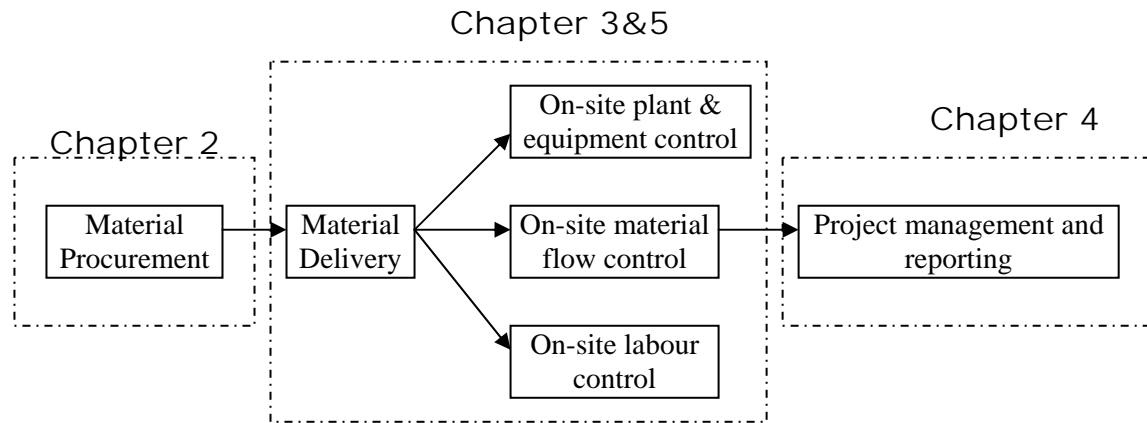 Chapter 3&5
Chapter 2
Chapter 4
On-site plant &
equipment control
Material
Procurement
Material
Delivery
On-site material
flow control
Project management and
reporting
On-site labour
control